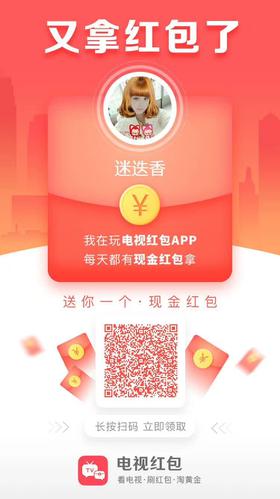 又拿红包了
迷迭香
¥
我在玩电视红包APP
每天都有现金红包拿
送你一个·现金红包
长按扫码 立即领取
TV
电视红包
看电视·刷红包·淘黄金